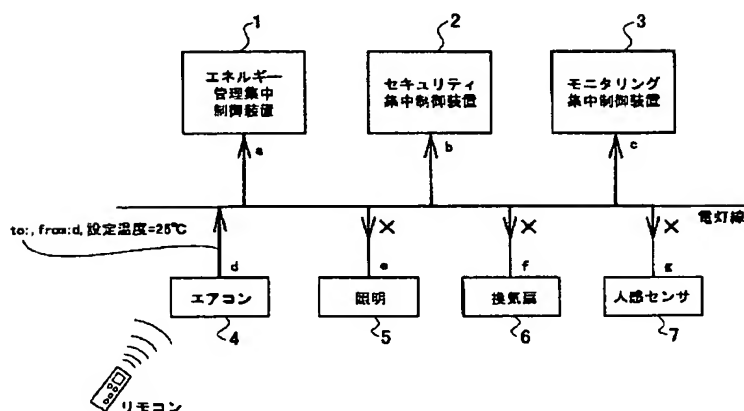 1
2
3
エネルギー
管理集中
制御装置
セキュリティ
集中制御装置
モニタリング
集中制御装置
a
b
c
電灯線
to:, from:d, 設定温度=25℃
×
×
×
d
e
f
g
エアコン
照明
換気扇
人感センサ
4
5
6
7
リモコン